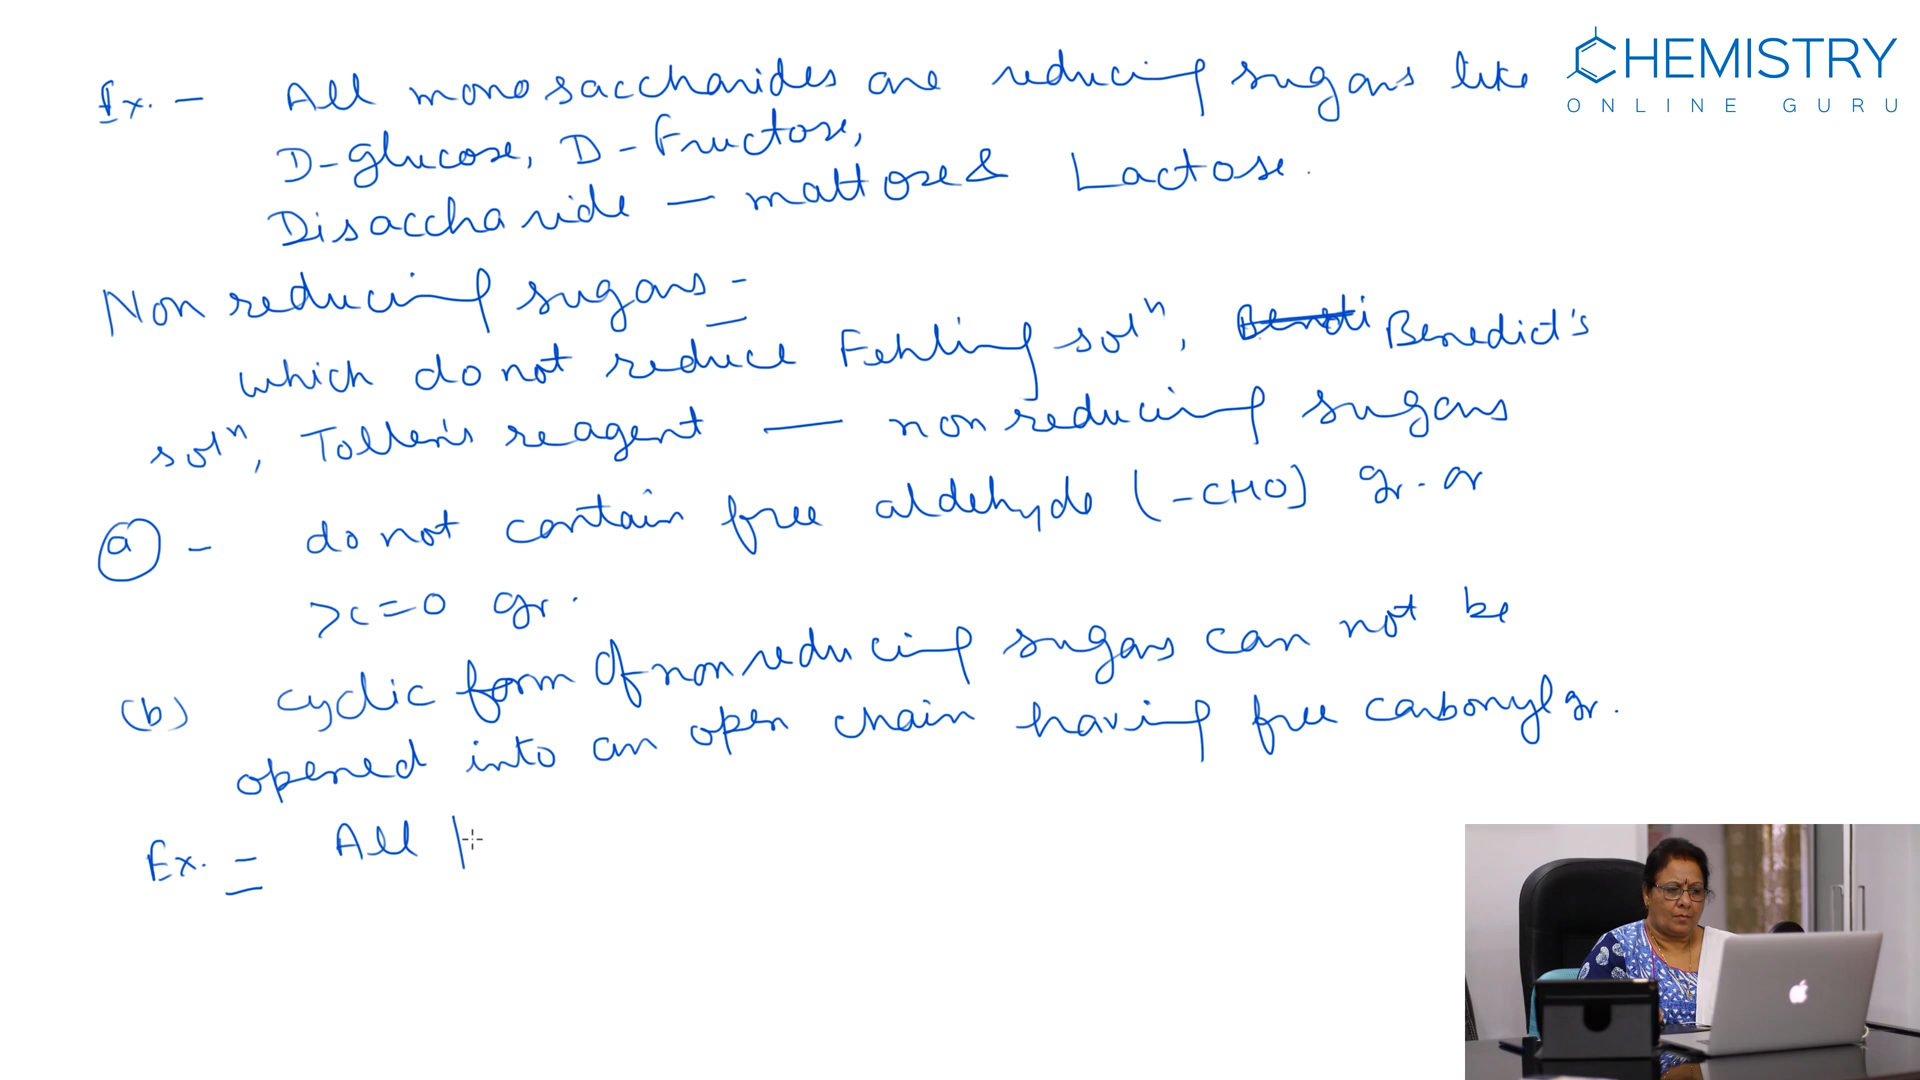 CHEMISTRY
ONLINE GURU
Ex. - All monosaccharides are reducing sugars like
D-glucose, D-Fructose,
Disaccharide - maltose & Lactose.
Non reducing sugars -
which do not reduce Fehling solⁿ, Benedict's
solⁿ, Tollen's reagent - non reducing sugars
(a) - do not contain free aldehyde (-CHO) gr. or
>C=O gr.
(b) cyclic form of non reducing sugars can not be
opened into an open chain having free carbonyl gr.
Ex. - All